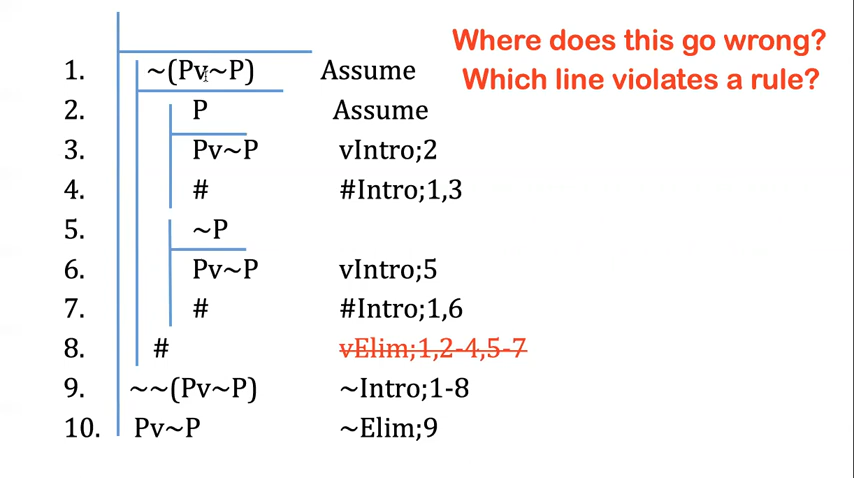 Where does this go wrong?
Which line violates a rule?
1. ~(Pv~P) Assume
2. P Assume
3. Pv~P vIntro;2
4. # #Intro;1,3
5. ~P
6. Pv~P vIntro;5
7. # #Intro;1,6
8. # vElim;1,2-4,5-7
9. ~~(Pv~P) ~Intro;1-8
10. Pv~P ~Elim;9